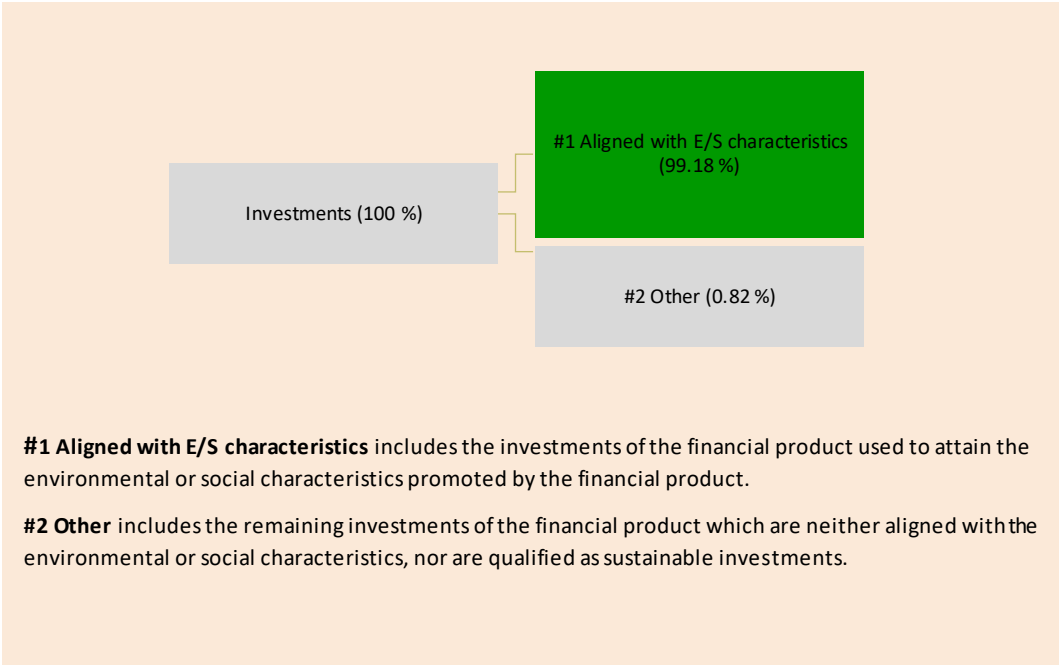 #1 Aligned with E/S characteristics
(99.18 %)
Investments (100 %)
#2 Other (0.82 %)
#1 Aligned with E/S characteristics includes the investments of the financial product used to attain the
environmental or social characteristics promoted by the financial product.
#2 Other includes the remaining investments of the financial product which are neither aligned with the
environmental or social characteristics, nor are qualified as sustainable investments.